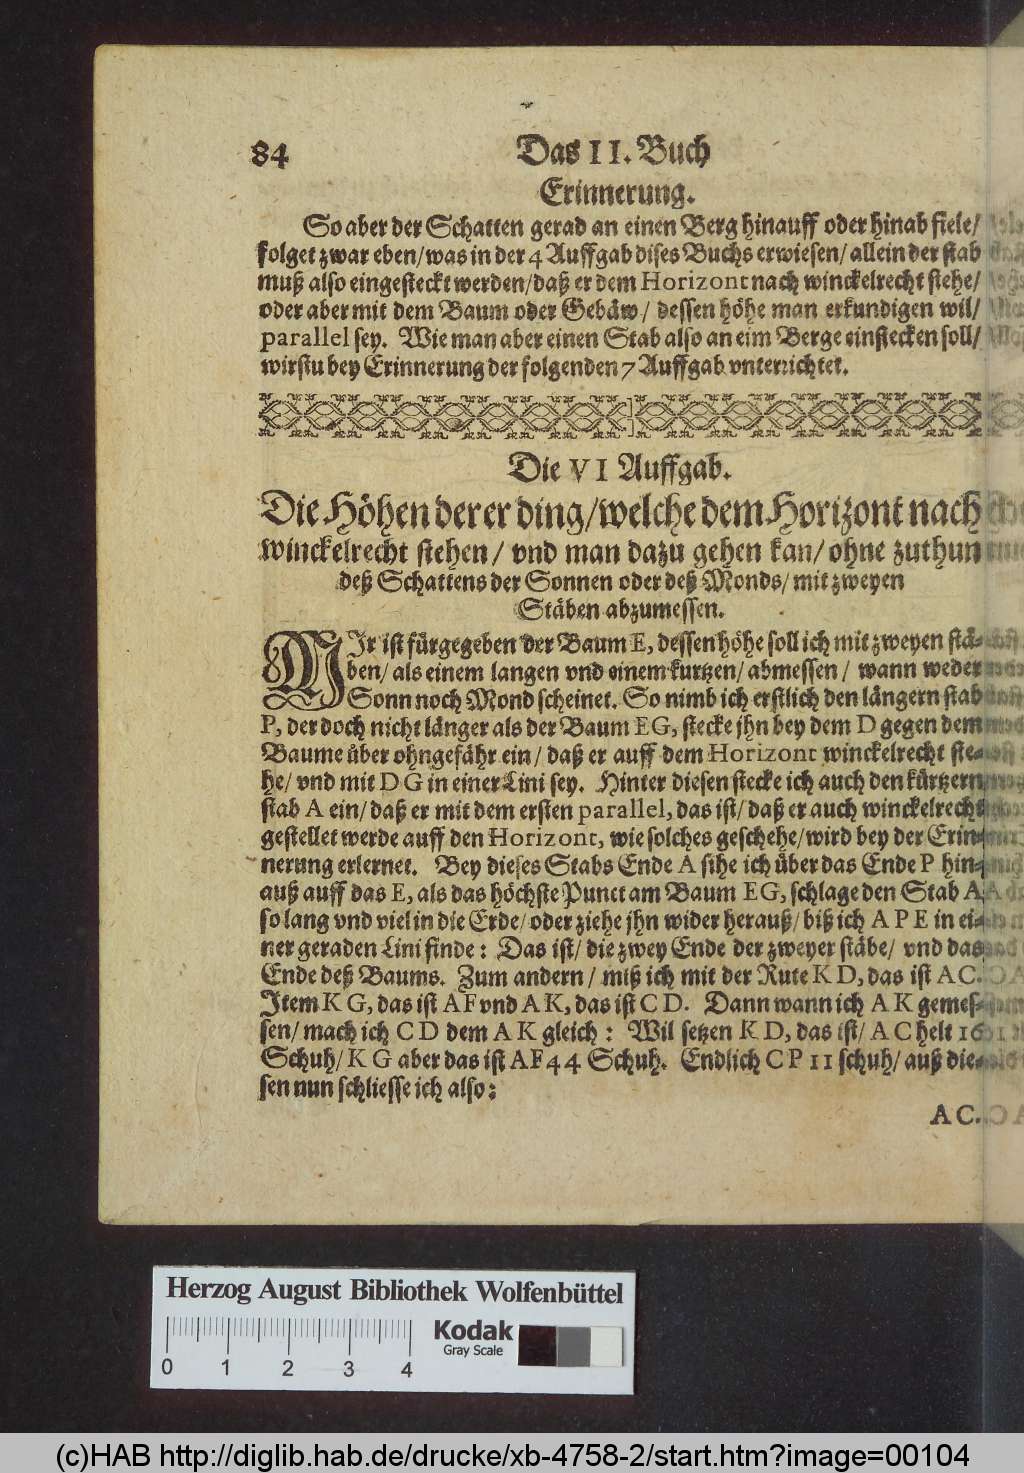 84
Das II. Buch
Erinnerung.
So aber der Schatten gerad an einen Berg hinauff oder hinab fiele/
folget zwar eben/ was in der 4 Auffgab dises Buchs erwiesen/ allein der stab
muß also eingesteckt werden/ daß er dem Horizont nach winckelrecht stehe/
oder aber mit dem Baum oder Gebäw/ dessen höhe man erkundigen wil/
parallel sey. Wie man aber einen Stab also an eim Berge einstecken soll/
wirstu bey Erinnerung der folgenden 7 Auffgab vnterrichtet.
Die VI Auffgab.
Die Höhen derer ding/ welche dem Horizont nach
winckelrecht stehen/ vnd man dazu gehen kan/ ohne zuthun
deß Schattens der Sonnen oder deß Monds/ mit zweyen
Stäben abzumessen.
MIr ist fürgegeben der Baum E, dessen höhe soll ich mit zweyen stä-
ben/ als einem langen vnd einem kurtzen/ abmessen/ wann weder
Sonn noch Mond scheinet. So nimb ich erstlich den längern stab
P, der doch nicht länger als der Baum EG, stecke jhn bey dem D gegen dem
Baume über ohngefähr ein/ daß er auff dem Horizont winckelrecht ste-
he/ vnd mit D G in einer Lini sey. Hinter diesen stecke ich auch den kürtzern
stab A ein/ daß er mit dem ersten parallel, das ist/ daß er auch winckelrecht
gestellet werde auff den Horizont, wie solches geschehe/ wird bey der Erin-
nerung erlernet. Bey dieses Stabs Ende A sihe ich über das Ende P hin-
auß auff das E, als das höchste Punct am Baum EG, schlage den Stab A
so lang vnd viel in die Erde/ oder ziehe jhn wider herauß/ biß ich A P E in ei-
ner geraden Lini finde: Das ist/ die zwey Ende der zweyer stäbe/ vnd das
Ende deß Baums. Zum andern/ miß ich mit der Rute K D, das ist A C.
Item K G, das ist A F vnd A K, das ist C D. Dann wann ich A K gemes-
sen/ mach ich C D dem A K gleich: Wil setzen K D, das ist/ A C helt 16
Schuh/ K G aber das ist A F 44 Schuh. Endlich C P 11 schuh/ auß die-
sen nun schliesse ich also:
A C.
Herzog August Bibliothek Wolfenbüttel
Kodak
Gray Scale
0 1 2 3 4
(c)HAB http://diglib.hab.de/drucke/xb-4758-2/start.htm?image=00104